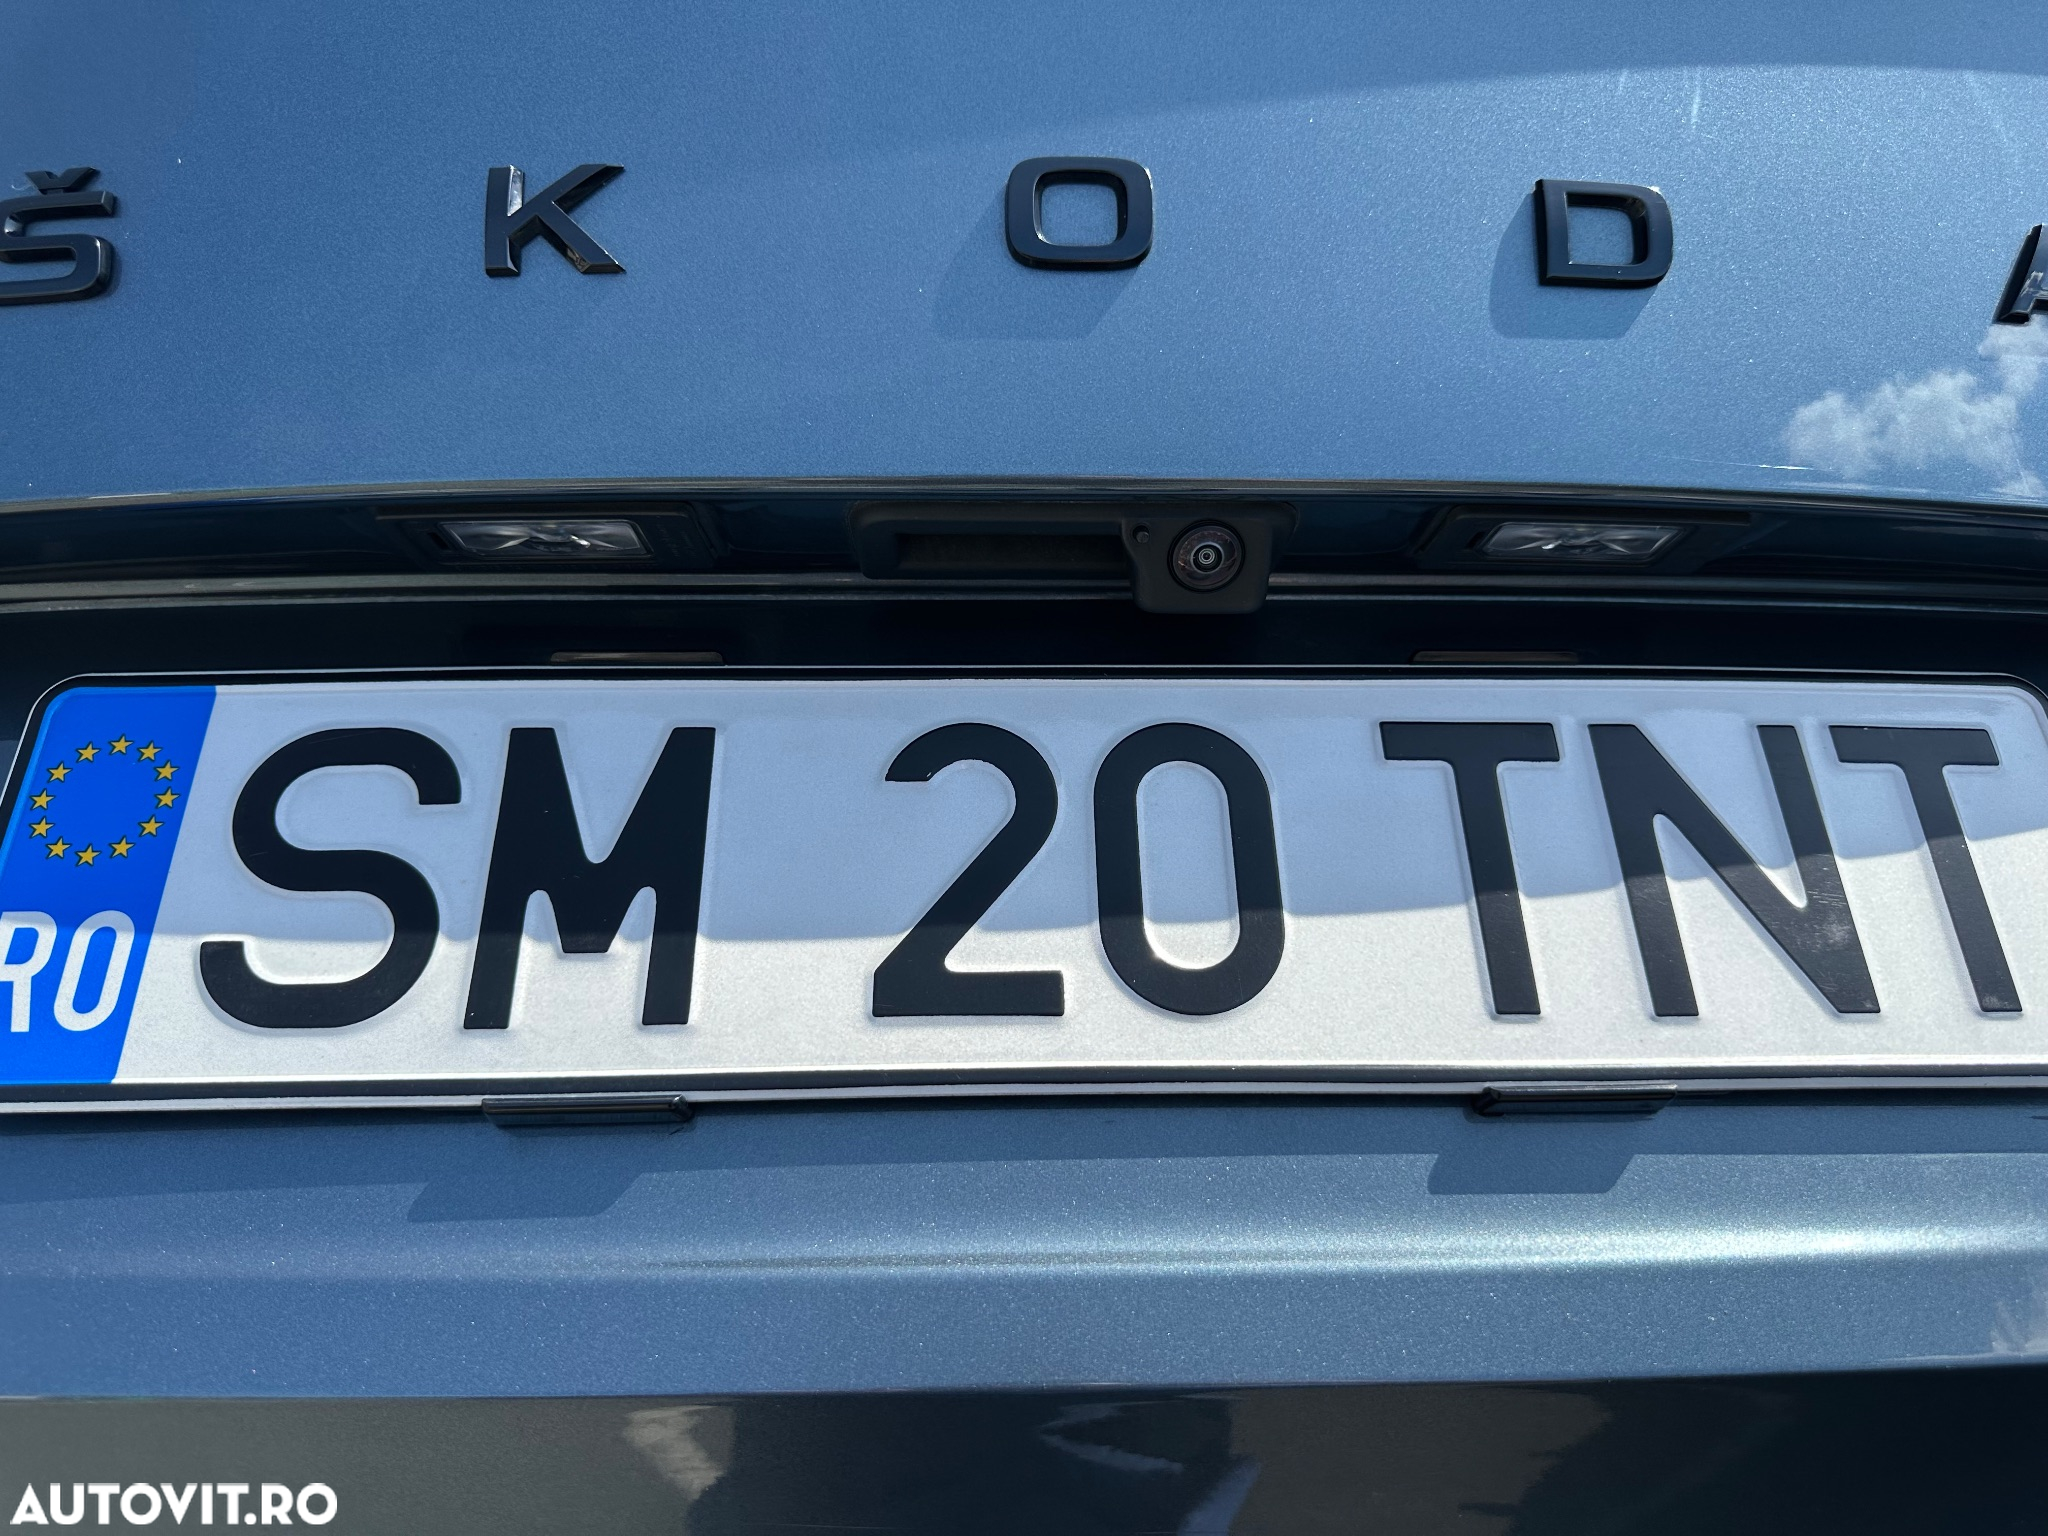 ŠKODA
RO SM 20 TNT
AUTOVIT.RO